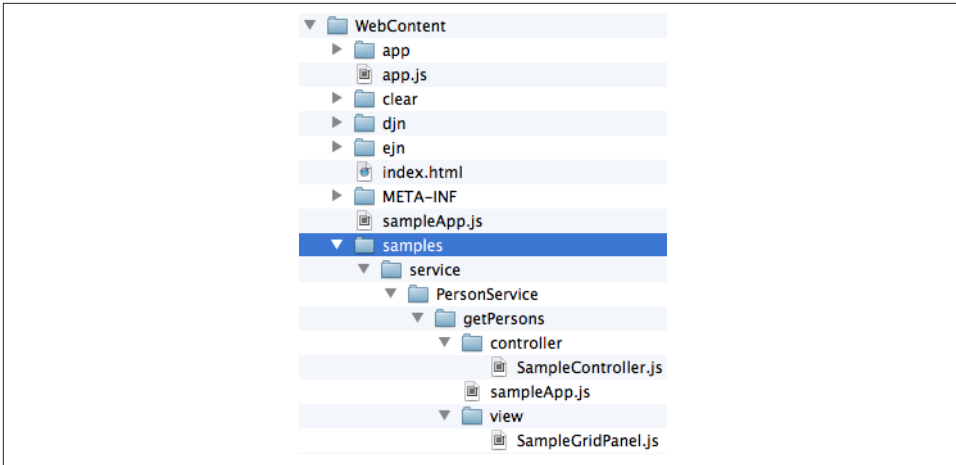 WebContent
app
app.js
clear
djn
ejn
index.html
META-INF
sampleApp.js
samples
service
PersonService
getPersons
controller
SampleController.js
sampleApp.js
view
SampleGridPanel.js